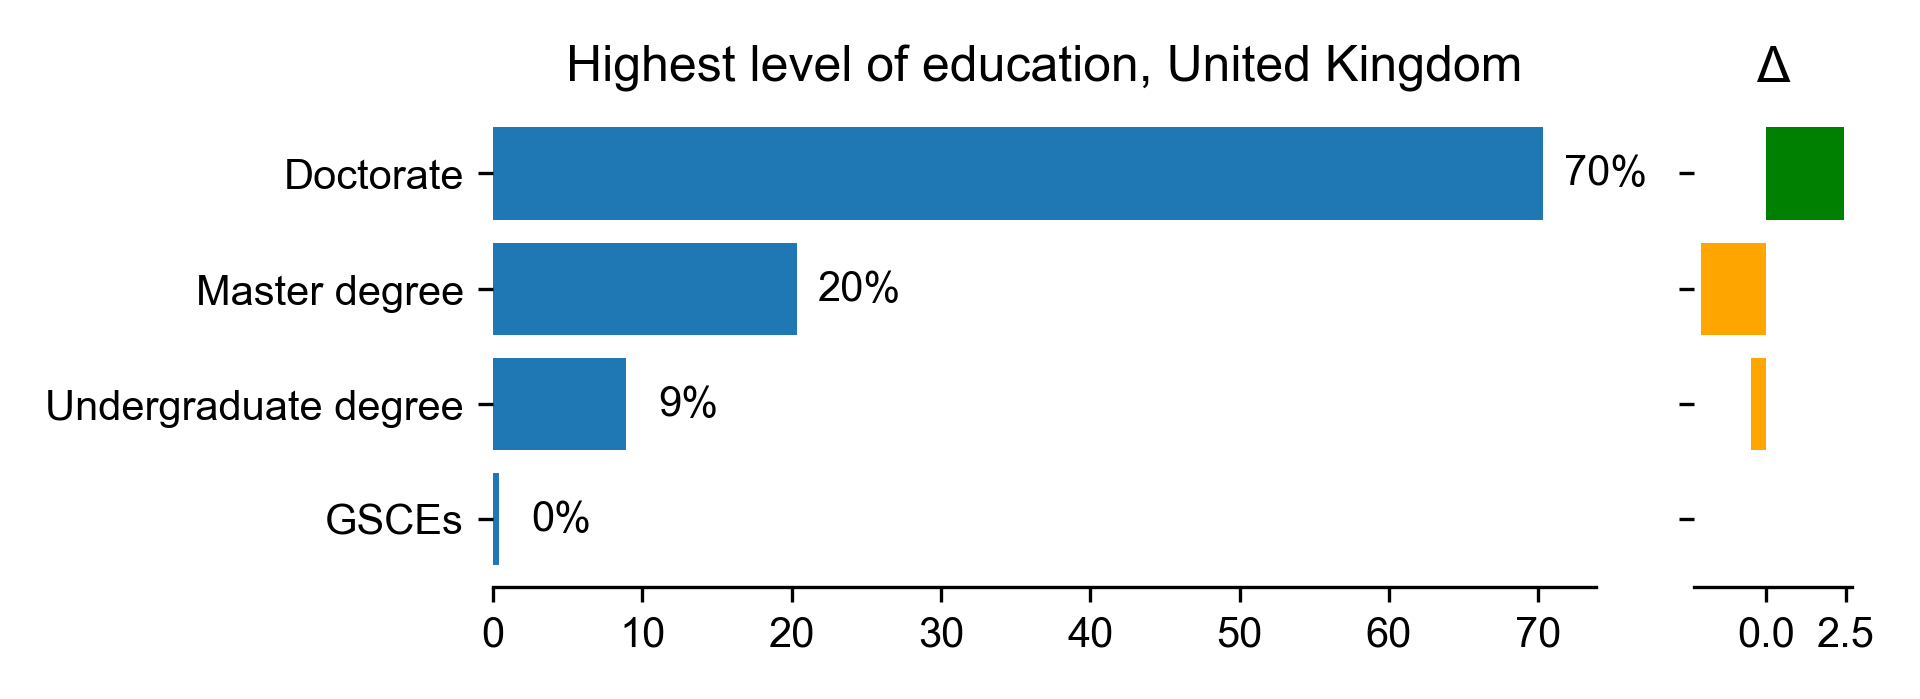 Highest level of education, United Kingdom
Δ
Doctorate
70%
Master degree
20%
Undergraduate degree
9%
GSCEs
0%
0 10 20 30 40 50 60 70
0.0 2.5